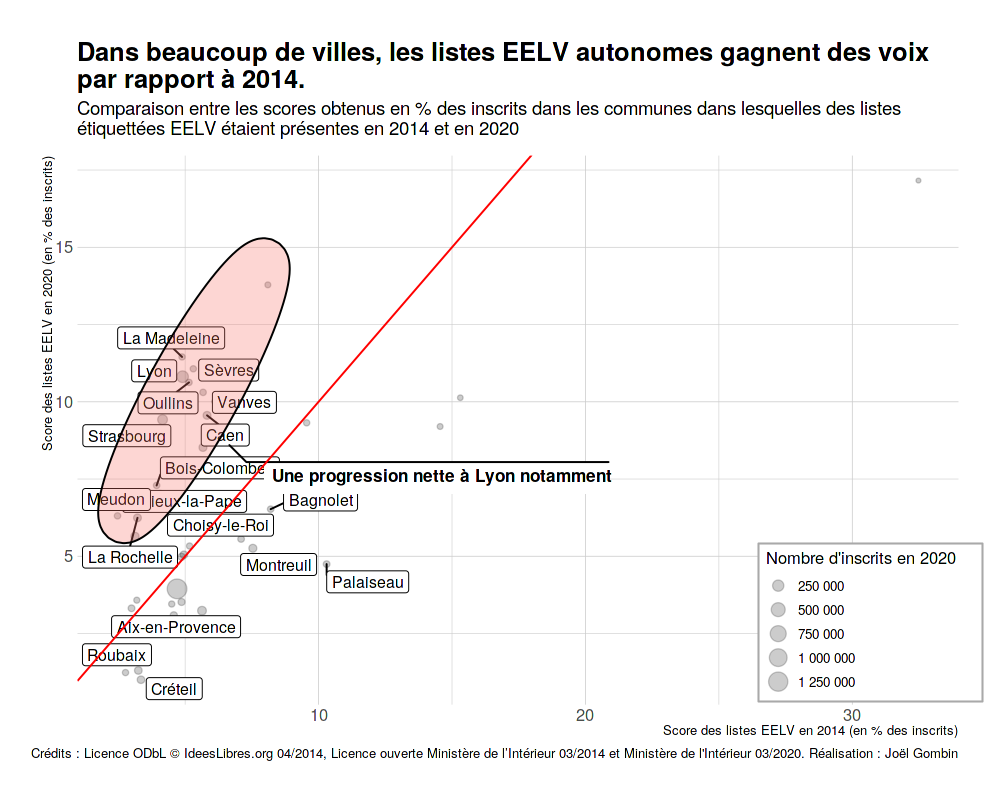 Dans beaucoup de villes, les listes EELV autonomes gagnent des voix
par rapport à 2014.
Comparaison entre les scores obtenus en % des inscrits dans les communes dans lesquelles des listes
étiquettées EELV étaient présentes en 2014 et en 2020
Score des listes EELV en 2020 (en % des inscrits)
15
La Madeleine
Lyon
Sèvres
10
Oullins
Vanves
Strasbourg
Caen
Bois-Colombe
Une progression nette à Lyon notamment
Meudon
ieux-la-Pape
Bagnolet
Choisy-le-Roi
5
La Rochelle
Montreuil
Palaiseau
Aix-en-Provence
Roubaix
Créteil
Nombre d'inscrits en 2020
250 000
500 000
750 000
1 000 000
1 250 000
10
20
30
Score des listes EELV en 2014 (en % des inscrits)
Crédits : Licence ODbL © IdeesLibres.org 04/2014, Licence ouverte Ministère de l'Intérieur 03/2014 et Ministère de l'Intérieur 03/2020. Réalisation : Joël Gombin